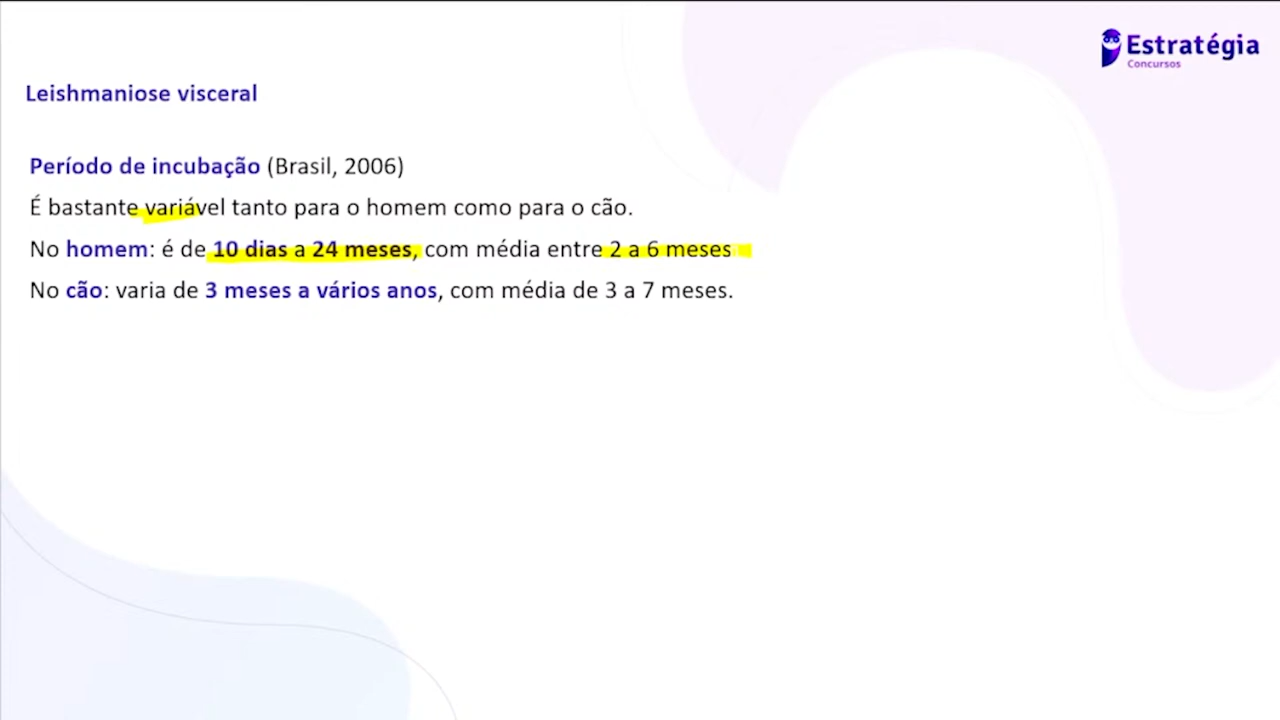 Estratégia
Concursos
Leishmaniose visceral
Período de incubação (Brasil, 2006)
É bastante variável tanto para o homem como para o cão.
No homem: é de 10 dias a 24 meses, com média entre 2 a 6 meses
No cão: varia de 3 meses a vários anos, com média de 3 a 7 meses.